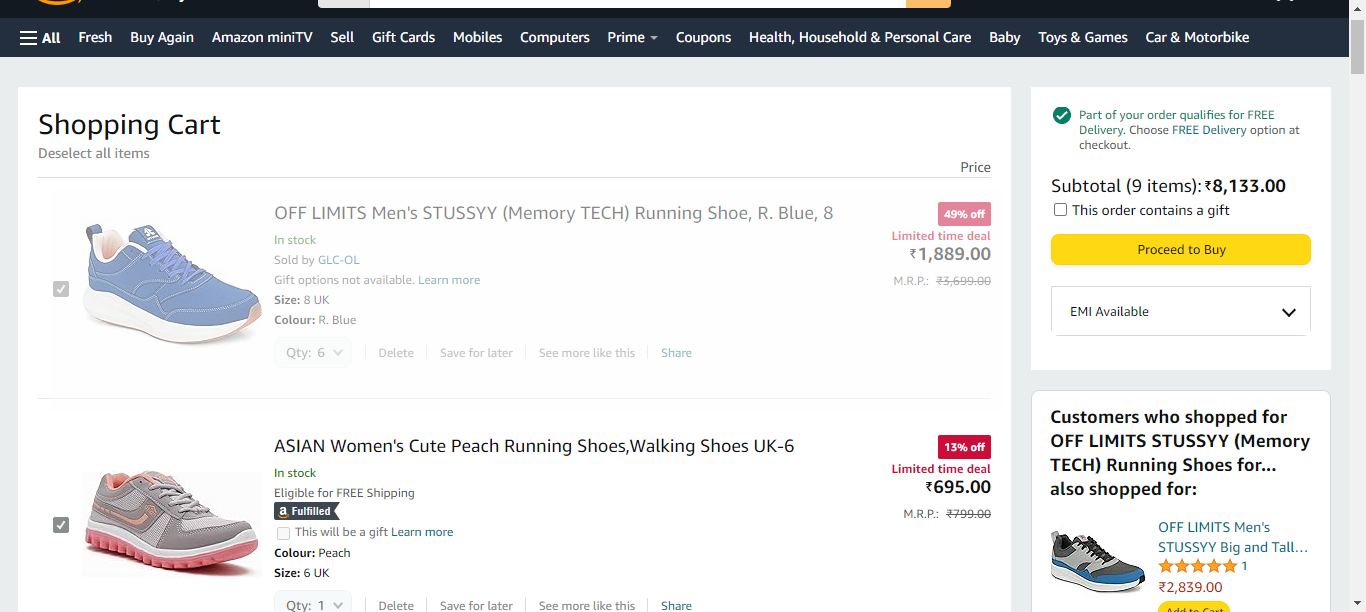 All Fresh Buy Again Amazon miniTV Sell Gift Cards Mobiles Computers Prime Coupons Health, Household & Personal Care Baby Toys & Games Car & Motorbike
Shopping Cart
Deselect all items
Price
OFF LIMITS Men's STUSSYY (Memory TECH) Running Shoe, R. Blue, 8
In stock
Sold by GLC-OL
Gift options not available. Learn more
Size: 8 UK
Colour: R. Blue
Qty: 6 Delete Save for later See more like this Share
49% off
Limited time deal
₹1,889.00
M.R.P.: ₹3,699.00
ASIAN Women's Cute Peach Running Shoes,Walking Shoes UK-6
In stock
Eligible for FREE Shipping
a Fulfilled
This will be a gift Learn more
Colour: Peach
Size: 6 UK
Qty: 1 Delete Save for later See more like this Share
13% off
Limited time deal
₹695.00
M.R.P.: ₹799.00
Part of your order qualifies for FREE
Delivery. Choose FREE Delivery option at
checkout.
Subtotal (9 items): ₹8,133.00
This order contains a gift
Proceed to Buy
EMI Available
Customers who shopped for
OFF LIMITS STUSSYY (Memory
TECH) Running Shoes for...
also shopped for:
OFF LIMITS Men's
STUSSYY Big and Tall...
1
₹2,839.00
Add to Cart